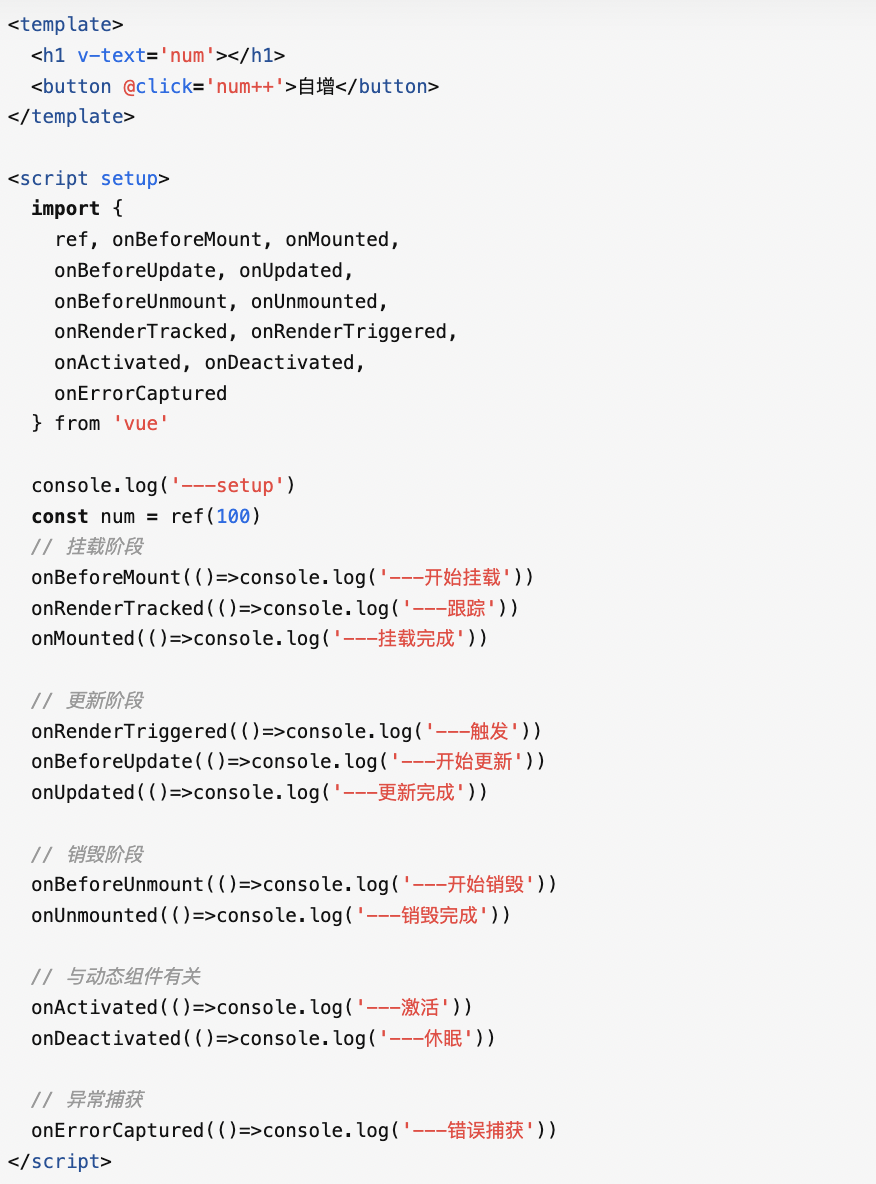 <template>
  <h1 v-text='num'></h1>
  <button @click='num++'>自增</button>
</template>

<script setup>
  import {
    ref, onBeforeMount, onMounted,
    onBeforeUpdate, onUpdated,
    onBeforeUnmount, onUnmounted,
    onRenderTracked, onRenderTriggered,
    onActivated, onDeactivated,
    onErrorCaptured
  } from 'vue'

  console.log('---setup')
  const num = ref(100)
  // 挂载阶段
  onBeforeMount(()=>console.log('---开始挂载'))
  onRenderTracked(()=>console.log('---跟踪'))
  onMounted(()=>console.log('---挂载完成'))

  // 更新阶段
  onRenderTriggered(()=>console.log('---触发'))
  onBeforeUpdate(()=>console.log('---开始更新'))
  onUpdated(()=>console.log('---更新完成'))

  // 销毁阶段
  onBeforeUnmount(()=>console.log('---开始销毁'))
  onUnmounted(()=>console.log('---销毁完成'))

  // 与动态组件有关
  onActivated(()=>console.log('---激活'))
  onDeactivated(()=>console.log('---休眠'))

  // 异常捕获
  onErrorCaptured(()=>console.log('---错误捕获'))
</script>